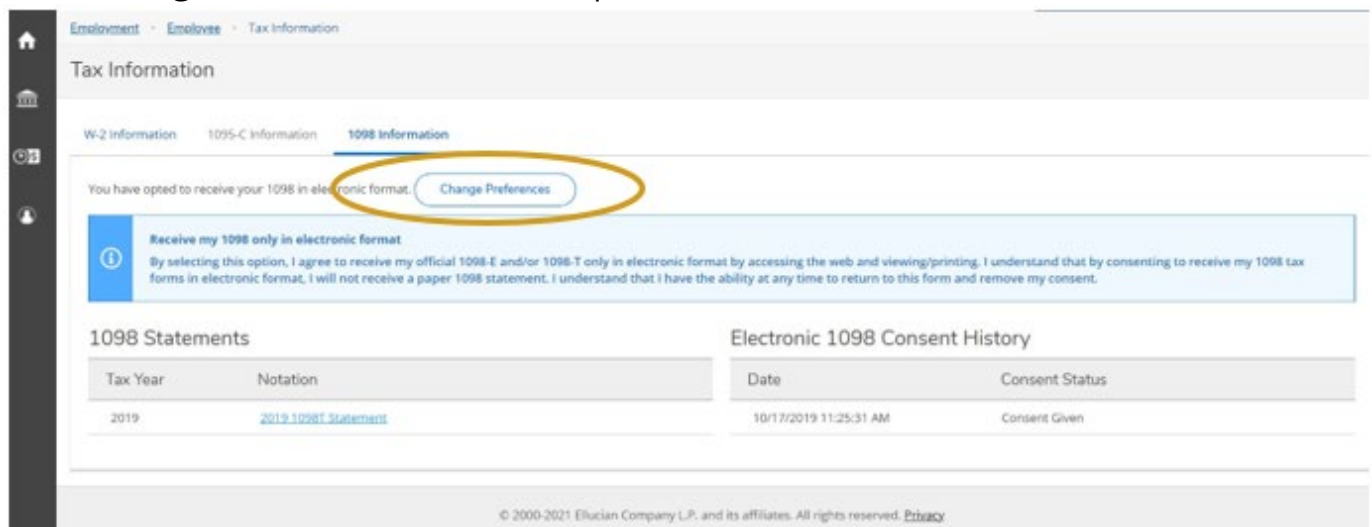 Employment · Employee · Tax Information
Tax Information
W-2 Information 1095-C Information 1098 Information
You have opted to receive your 1098 in electronic format. Change Preferences
Receive my 1098 only in electronic format
By selecting this option, I agree to receive my official 1098-E and/or 1098-T only in electronic format by accessing the web and viewing/printing. I understand that by consenting to receive my 1098 tax
forms in electronic format, I will not receive a paper 1098 statement. I understand that I have the ability at any time to return to this form and remove my consent.
1098 Statements
Tax Year Notation
2019 2019 1098T Statement
Electronic 1098 Consent History
Date Consent Status
10/17/2019 11:25:31 AM Consent Given
© 2000-2021 Ellucian Company L.P. and its affiliates. All rights reserved. Privacy